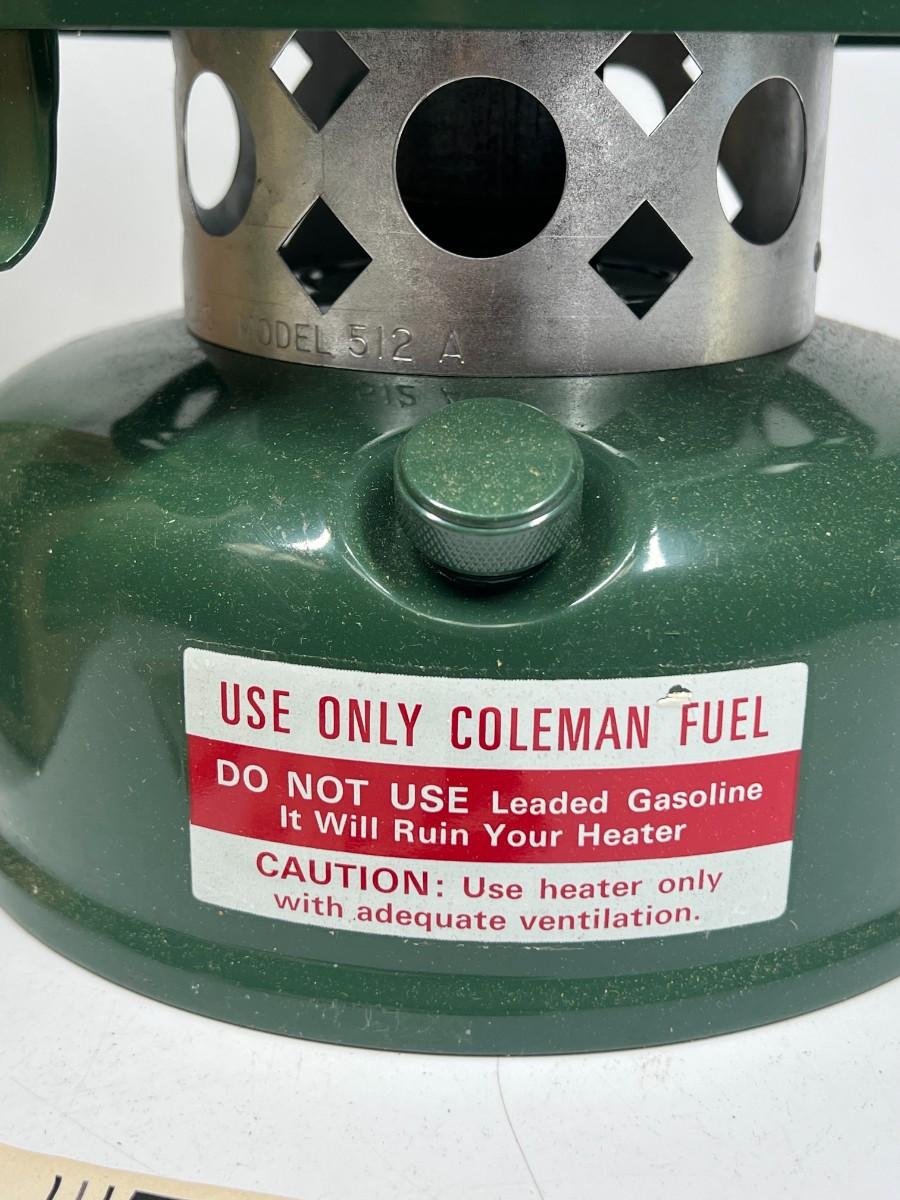 MODEL 512 A
USE ONLY COLEMAN FUEL
DO NOT USE Leaded Gasoline
It Will Ruin Your Heater
CAUTION: Use heater only
with adequate ventilation.